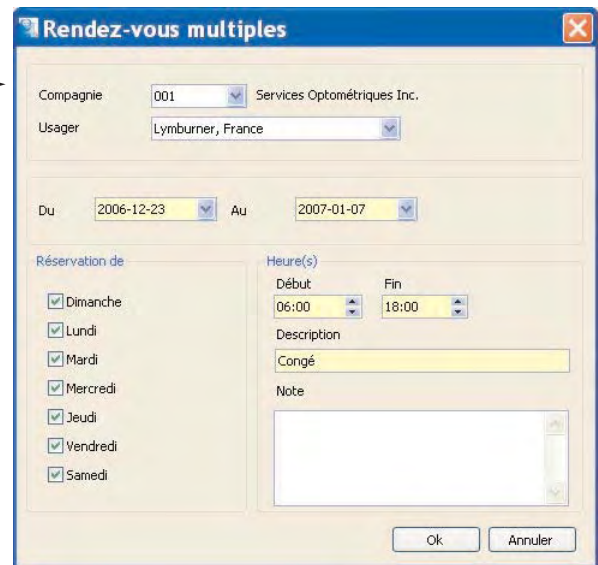 Rendez-vous multiples
Compagnie 001 Services Optométriques Inc.
Usager Lymburner, France
Du 2006-12-23 Au 2007-01-07
Réservation de
Dimanche
Lundi
Mardi
Mercredi
Jeudi
Vendredi
Samedi
Heure(s)
Début Fin
06:00 18:00
Description
Congé
Note
Ok Annuler